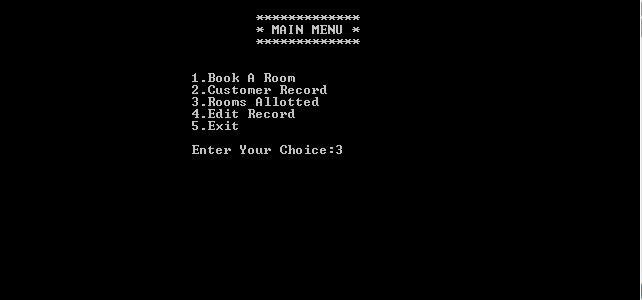 *************
* MAIN MENU *
*************
1.Book A Room
2.Customer Record
3.Rooms Allotted
4.Edit Record
5.Exit
Enter Your Choice:3